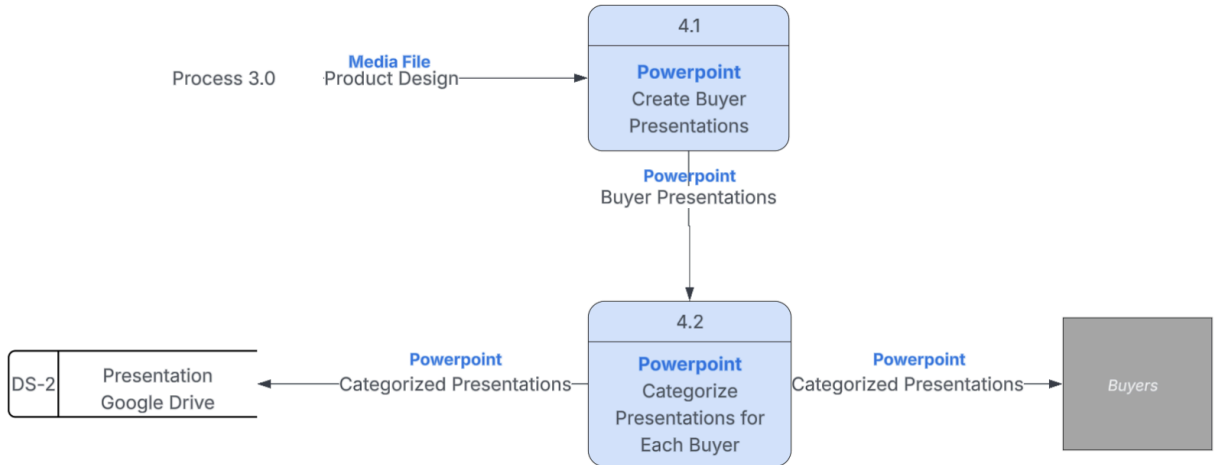 4.1
Media File
Process 3.0
Product Design
Powerpoint
Create Buyer
Presentations
Powerpoint
Buyer Presentations
4.2
DS-2
Presentation
Google Drive
Powerpoint
Categorized Presentations
Powerpoint
Categorize
Presentations for
Each Buyer
Powerpoint
Categorized Presentations
Buyers